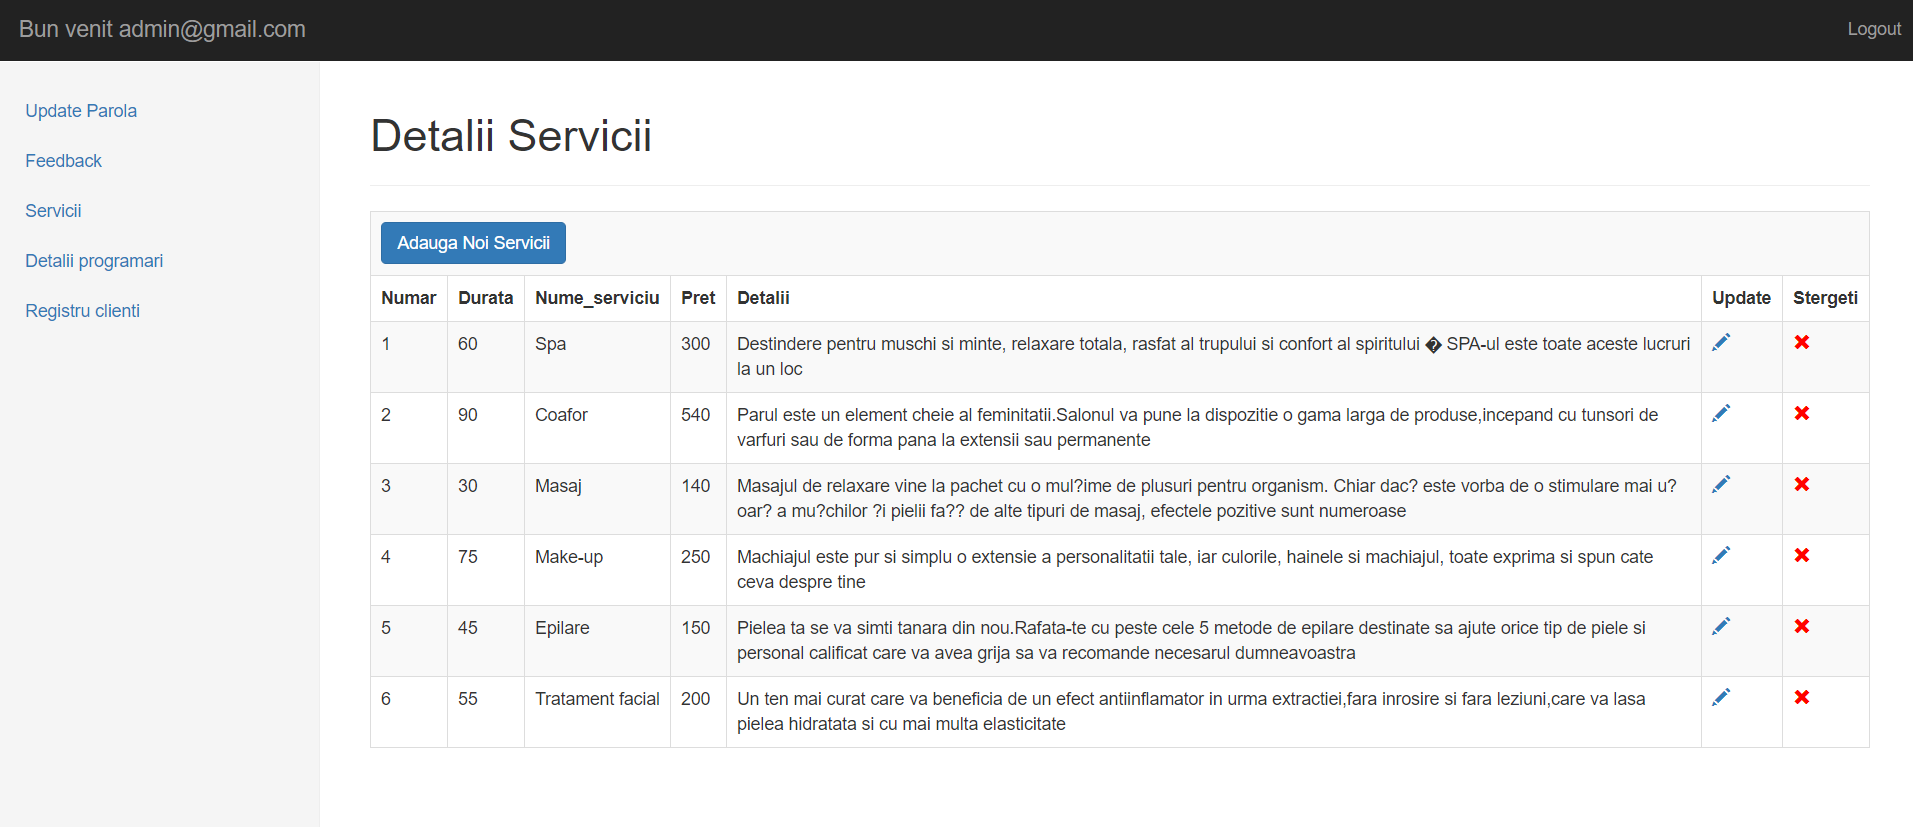 Bun venit admin@gmail.com
Logout
Update Parola
Feedback
Servicii
Detalii programari
Registru clienti
Detalii Servicii
Adauga Noi Servicii
Numar Durata Nume_serviciu Pret Detalii Update Stergeti
1 60 Spa 300 Destindere pentru muschi si minte, relaxare totala, rasfat al trupului si confort al spiritului � SPA-ul este toate aceste lucruri
la un loc
2 90 Coafor 540 Parul este un element cheie al feminitatii.Salonul va pune la dispozitie o gama larga de produse,incepand cu tunsori de
varfuri sau de forma pana la extensii sau permanente
3 30 Masaj 140 Masajul de relaxare vine la pachet cu o mul?ime de plusuri pentru organism. Chiar dac? este vorba de o stimulare mai u?
oar? a mu?chilor ?i pielii fa?? de alte tipuri de masaj, efectele pozitive sunt numeroase
4 75 Make-up 250 Machiajul este pur si simplu o extensie a personalitatii tale, iar culorile, hainele si machiajul, toate exprima si spun cate
ceva despre tine
5 45 Epilare 150 Pielea ta se va simti tanara din nou.Rafata-te cu peste cele 5 metode de epilare destinate sa ajute orice tip de piele si
personal calificat care va avea grija sa va recomande necesarul dumneavoastra
6 55 Tratament facial 200 Un ten mai curat care va beneficia de un efect antiinflamator in urma extractiei,fara inrosire si fara leziuni,care va lasa
pielea hidratata si cu mai multa elasticitate